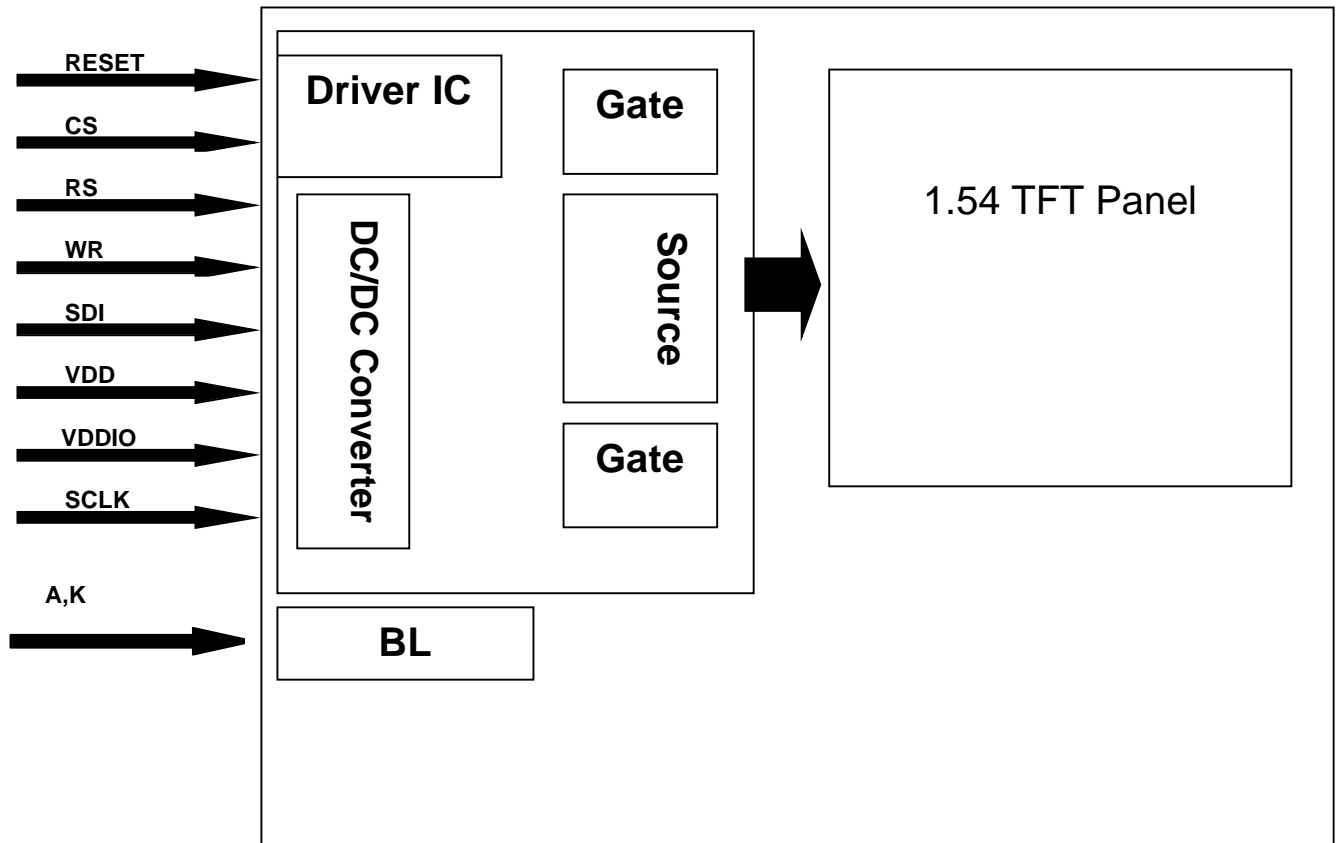 RESET
CS
RS
WR
SDI
VDD
VDDIO
SCLK
A,K
Driver IC
DC/DC Converter
Gate
Source
Gate
BL
1.54 TFT Panel